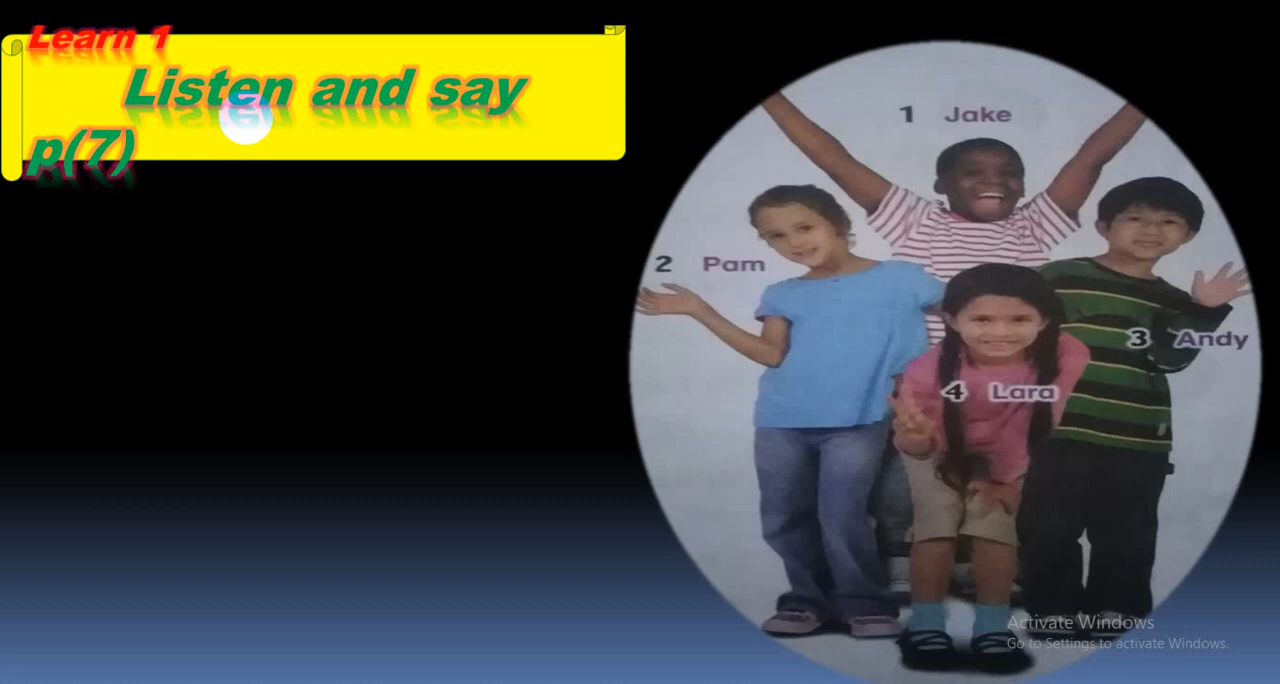 Learn 1
Listen and say
p(7)
1 Jake
2 Pam
3 Andy
4 Lara
Activate Windows
Go to Settings to activate Windows.